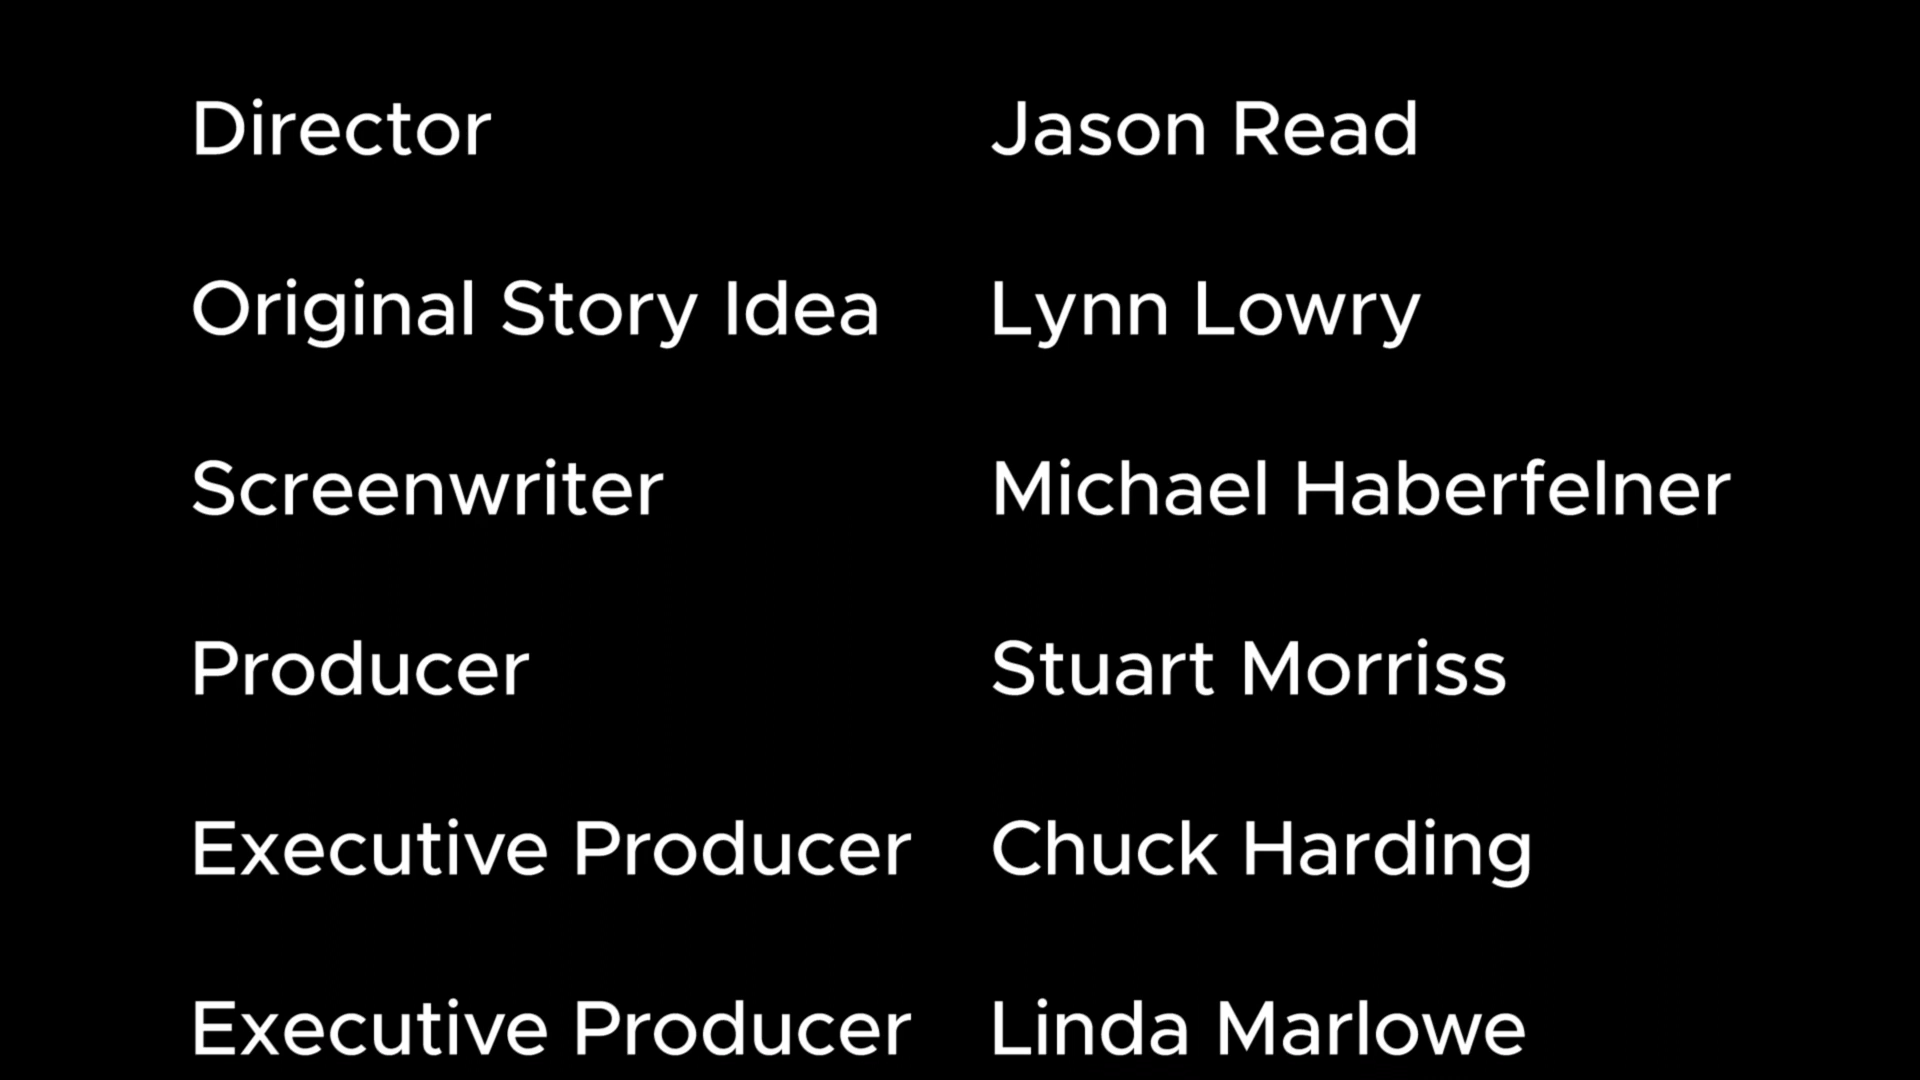 Director Jason Read
Original Story Idea Lynn Lowry
Screenwriter Michael Haberfelner
Producer Stuart Morriss
Executive Producer Chuck Harding
Executive Producer Linda Marlowe